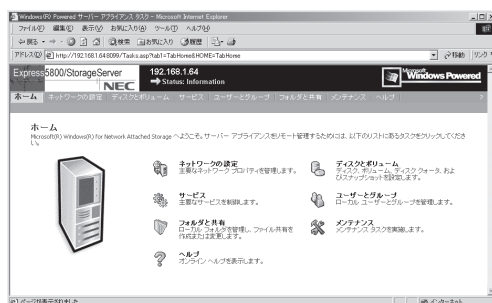 Windows(R) Powered サーバー アプライアンス タスク - Microsoft Internet Explorer
ファイル(F) 編集(E) 表示(V) お気に入り(A) ツール(T) ヘルプ(H)
戻る 検索 お気に入り 履歴
アドレス(D) http://192.168.1.64:8099/Tasks.asp?tab1=TabHome&HOME=TabHome 移動 リンク
Express5800/StorageServer
NEC
192.168.1.64
Status: Information
Microsoft
Windows Powered
ホーム ネットワークの設定 ディスクとボリューム サービス ユーザーとグループ フォルダと共有 メンテナンス ヘルプ ?
ホーム
Microsoft(R) Windows(R) for Network Attached Storage へようこそ。サーバー アプライアンスをリモート管理するためには、以下のリストにあるタスクをクリックしてください。
ネットワークの設定
主要なネットワーク プロパティを管理します。
ディスクとボリューム
ディスク、ボリューム、ディスク クォータ、およびスナップショットを設定します。
サービス
主要なサービスを制御します。
ユーザーとグループ
ローカル ユーザーとグループを管理します。
フォルダと共有
ローカル フォルダを管理し、ファイル共有を作成または変更します。
メンテナンス
メンテナンス タスクを実施します。
ヘルプ
オンライン ヘルプを表示します。
ページが表示されました
インターネット